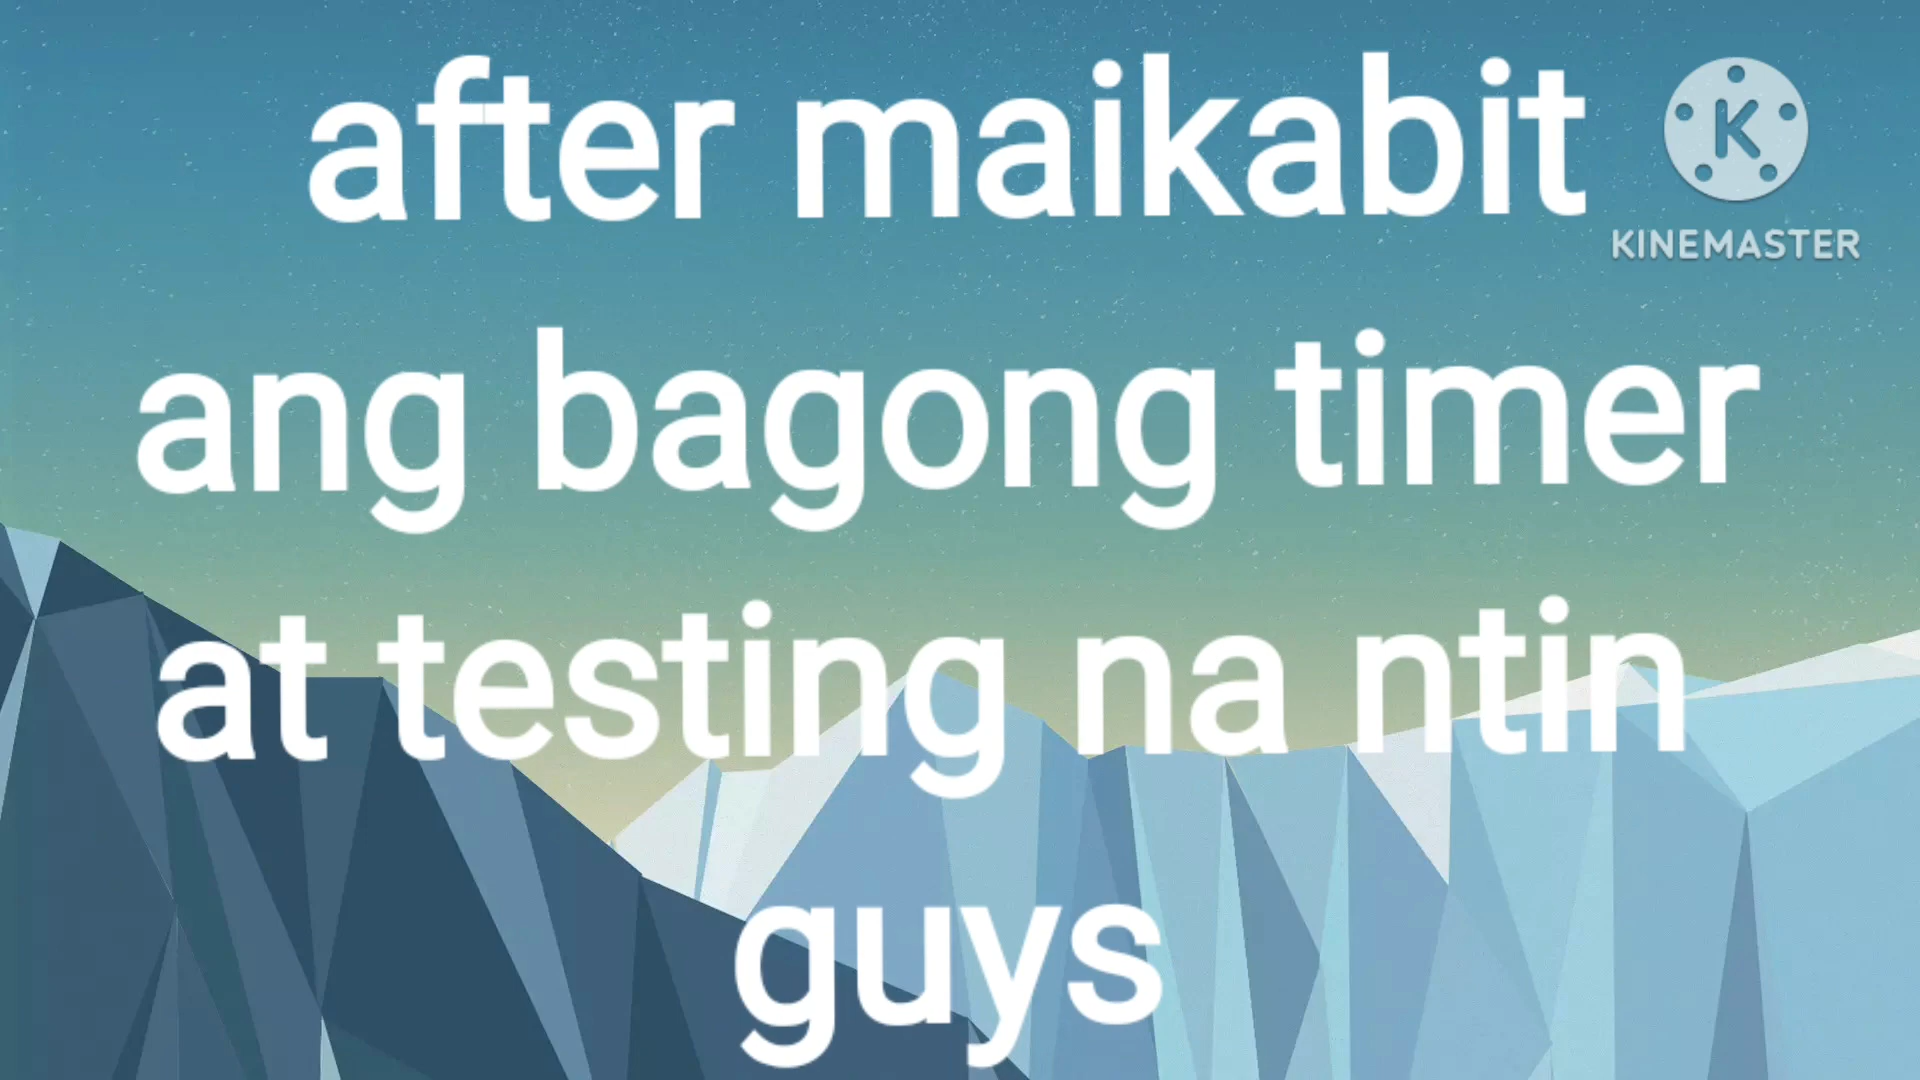 after maikabit
K
KINEMASTER
ang bagong timer
at testing na ntin
guys